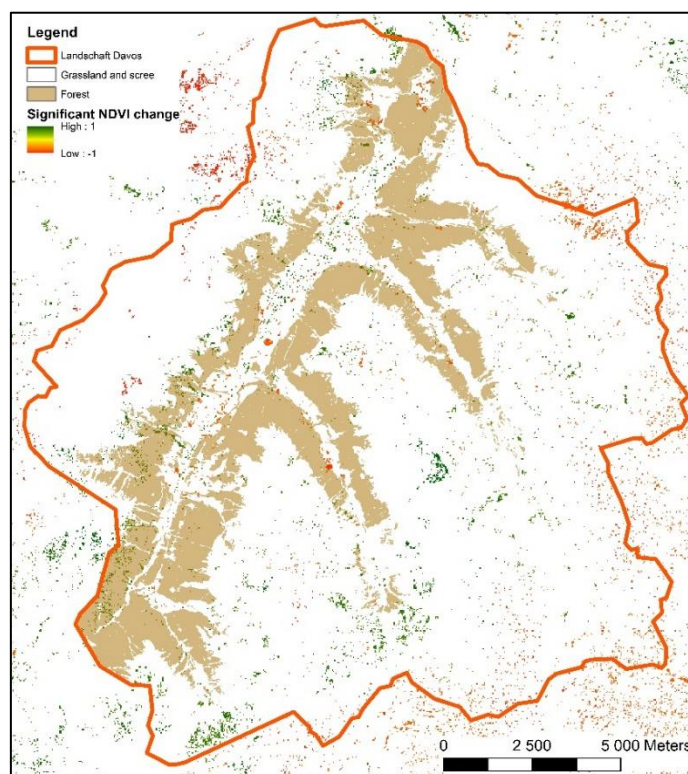 Legend
Landschaft Davos
Grassland and scree
Forest
Significant NDVI change
High : 1
Low : -1
0 2 500 5 000 Meters